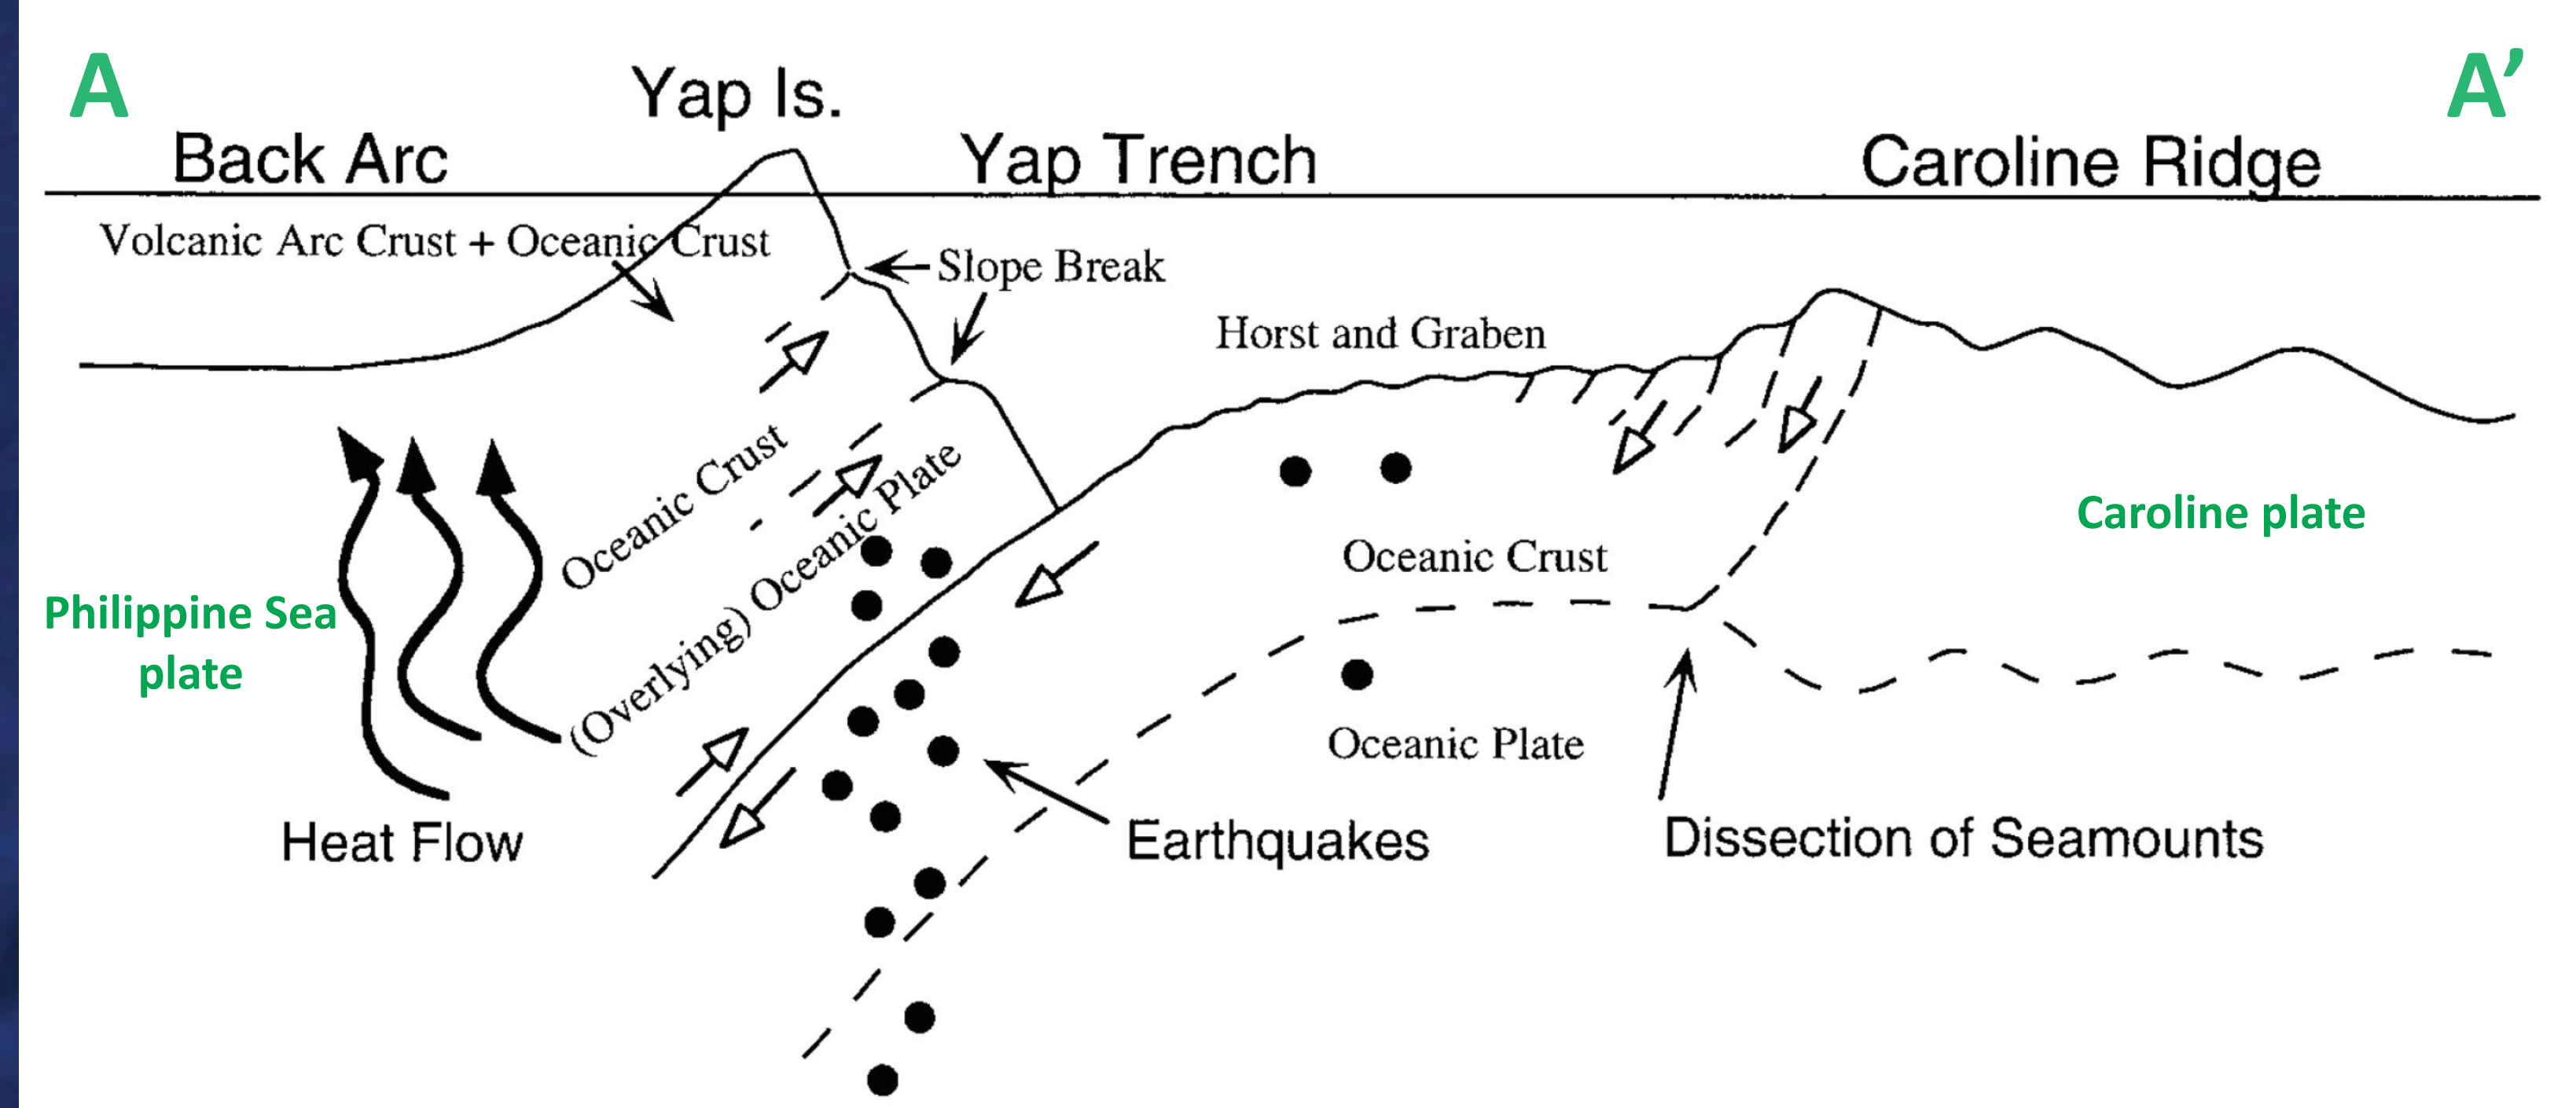 A
A’
Yap Is.
Back Arc
Yap Trench
Caroline Ridge
Volcanic Arc Crust + Oceanic Crust
Slope Break
Horst and Graben
Oceanic Crust
(Overlying) Oceanic Plate
Caroline plate
Oceanic Crust
Philippine Sea
plate
Oceanic Plate
Heat Flow
Earthquakes
Dissection of Seamounts